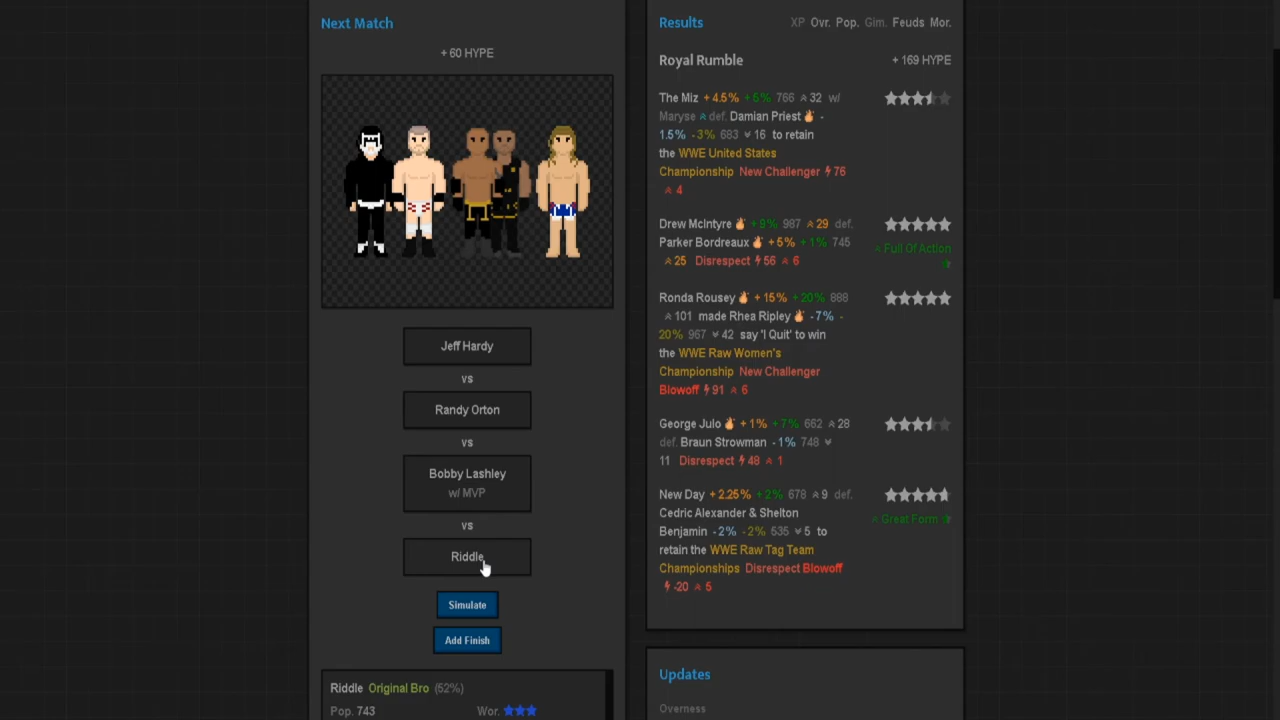 Next Match
+ 60 HYPE
Jeff Hardy
vs
Randy Orton
vs
Bobby Lashley
w/ MVP
vs
Riddle
Simulate
Add Finish
Riddle Original Bro (52%)
Pop. 743 Wor.
Results XP Ovr. Pop. Gim. Feuds Mor.
Royal Rumble + 169 HYPE
The Miz + 4.5% + 5% 766 32 w/
Maryse def. Damian Priest -
1.5% - 3% 683 16 to retain
the WWE United States
Championship New Challenger 76
4
Drew McIntyre + 9% 987 29 def.
Parker Bordreaux + 5% + 1% 745
25 Disrespect 56 6
Full Of Action
Ronda Rousey + 15% + 20% 888
101 made Rhea Ripley - 7% -
20% 967 42 say 'I Quit' to win
the WWE Raw Women's
Championship New Challenger
Blowoff 91 6
George Julo + 1% + 7% 662 28
def. Braun Strowman - 1% 748
11 Disrespect 48 1
New Day + 2.25% + 2% 678 9 def.
Cedric Alexander & Shelton
Benjamin - 2% - 2% 535 5 to
retain the WWE Raw Tag Team
Championships Disrespect Blowoff
-20 5
Great Form
Updates
Overness